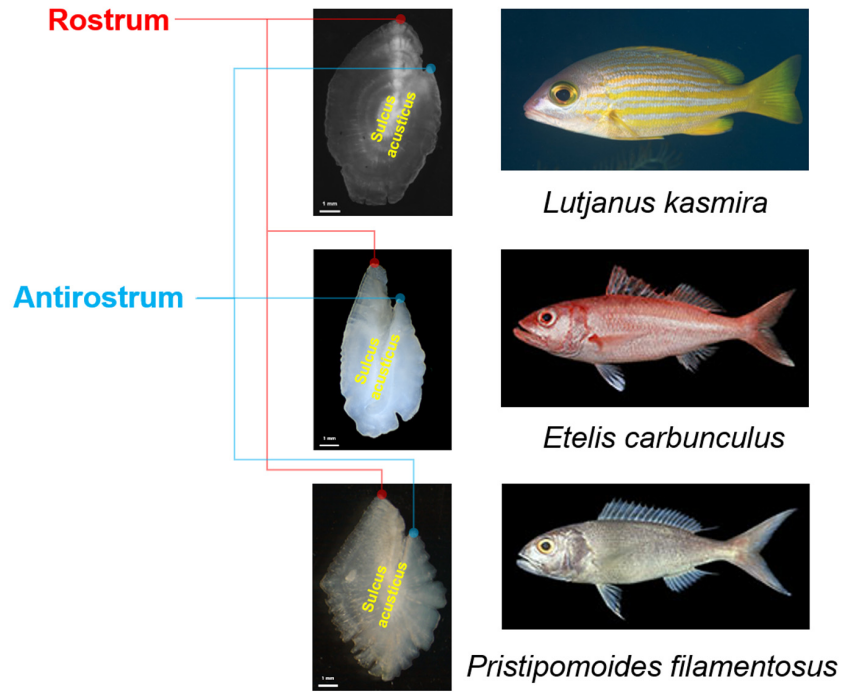 Rostrum
Sulcus
acusticus
1 mm
Lutjanus kasmira
Antirostrum
Sulcus
acusticus
1 mm
Etelis carbunculus
Sulcus
acusticus
1 mm
Pristipomoides filamentosus